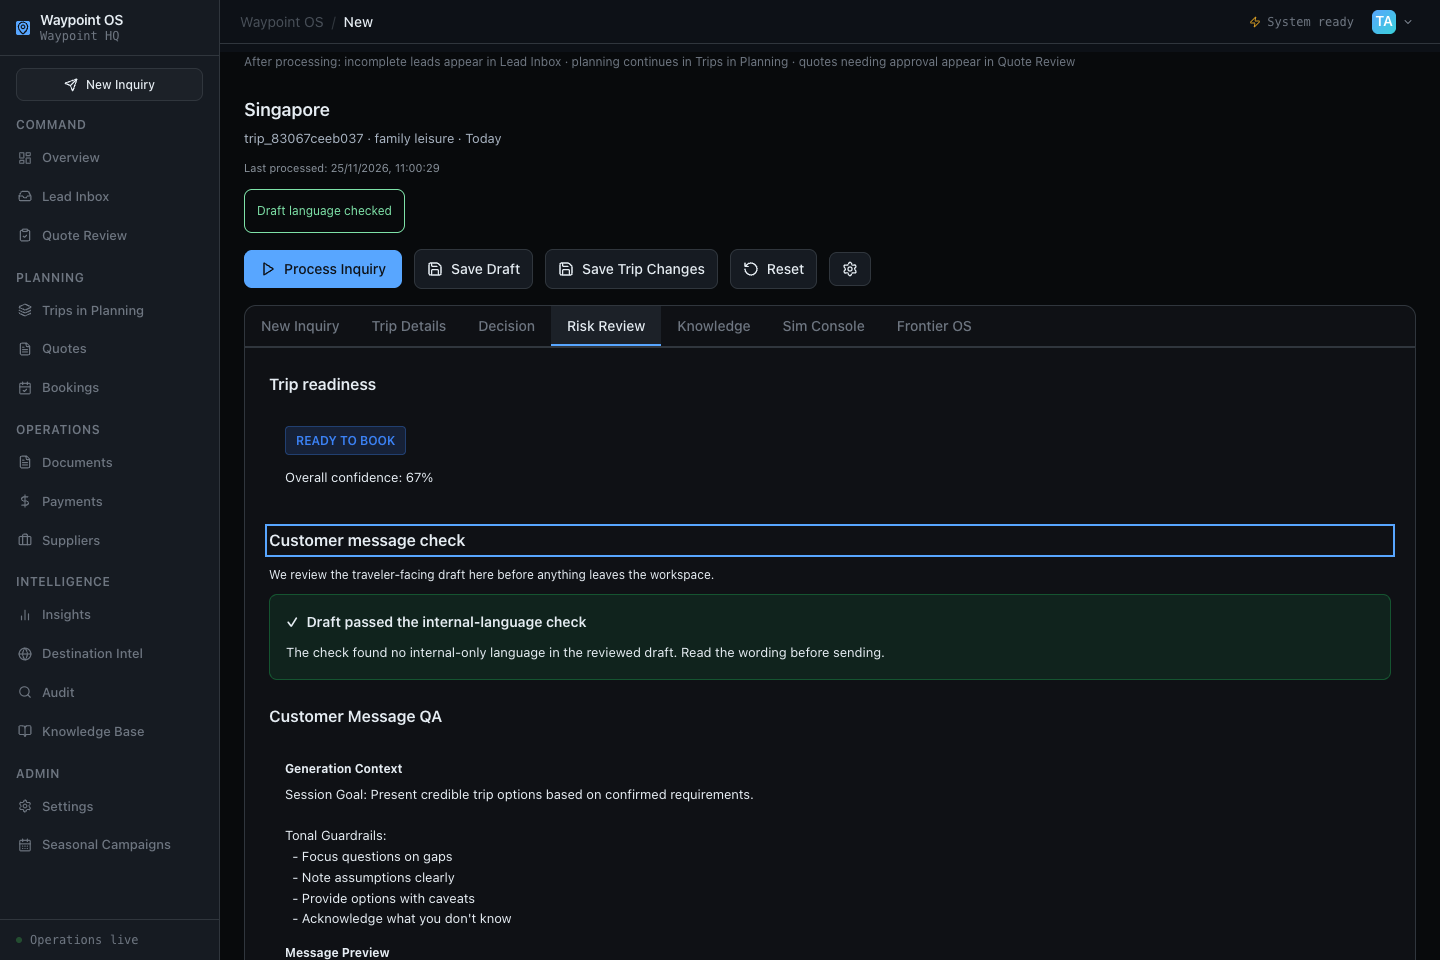 Waypoint OS
Waypoint HQ
New Inquiry
COMMAND
Overview
Lead Inbox
Quote Review
PLANNING
Trips in Planning
Quotes
Bookings
OPERATIONS
Documents
Payments
Suppliers
INTELLIGENCE
Insights
Destination Intel
Audit
Knowledge Base
ADMIN
Settings
Seasonal Campaigns
Operations live
Waypoint OS / New
System ready
TA
After processing: incomplete leads appear in Lead Inbox · planning continues in Trips in Planning · quotes needing approval appear in Quote Review
Singapore
trip_83067ceeb037 · family leisure · Today
Last processed: 25/11/2026, 11:00:29
Draft language checked
Process Inquiry
Save Draft
Save Trip Changes
Reset
New Inquiry
Trip Details
Decision
Risk Review
Knowledge
Sim Console
Frontier OS
Trip readiness
READY TO BOOK
Overall confidence: 67%
Customer message check
We review the traveler-facing draft here before anything leaves the workspace.
Draft passed the internal-language check
The check found no internal-only language in the reviewed draft. Read the wording before sending.
Customer Message QA
Generation Context
Session Goal: Present credible trip options based on confirmed requirements.
Tonal Guardrails:
- Focus questions on gaps
- Note assumptions clearly
- Provide options with caveats
- Acknowledge what you don't know
Message Preview